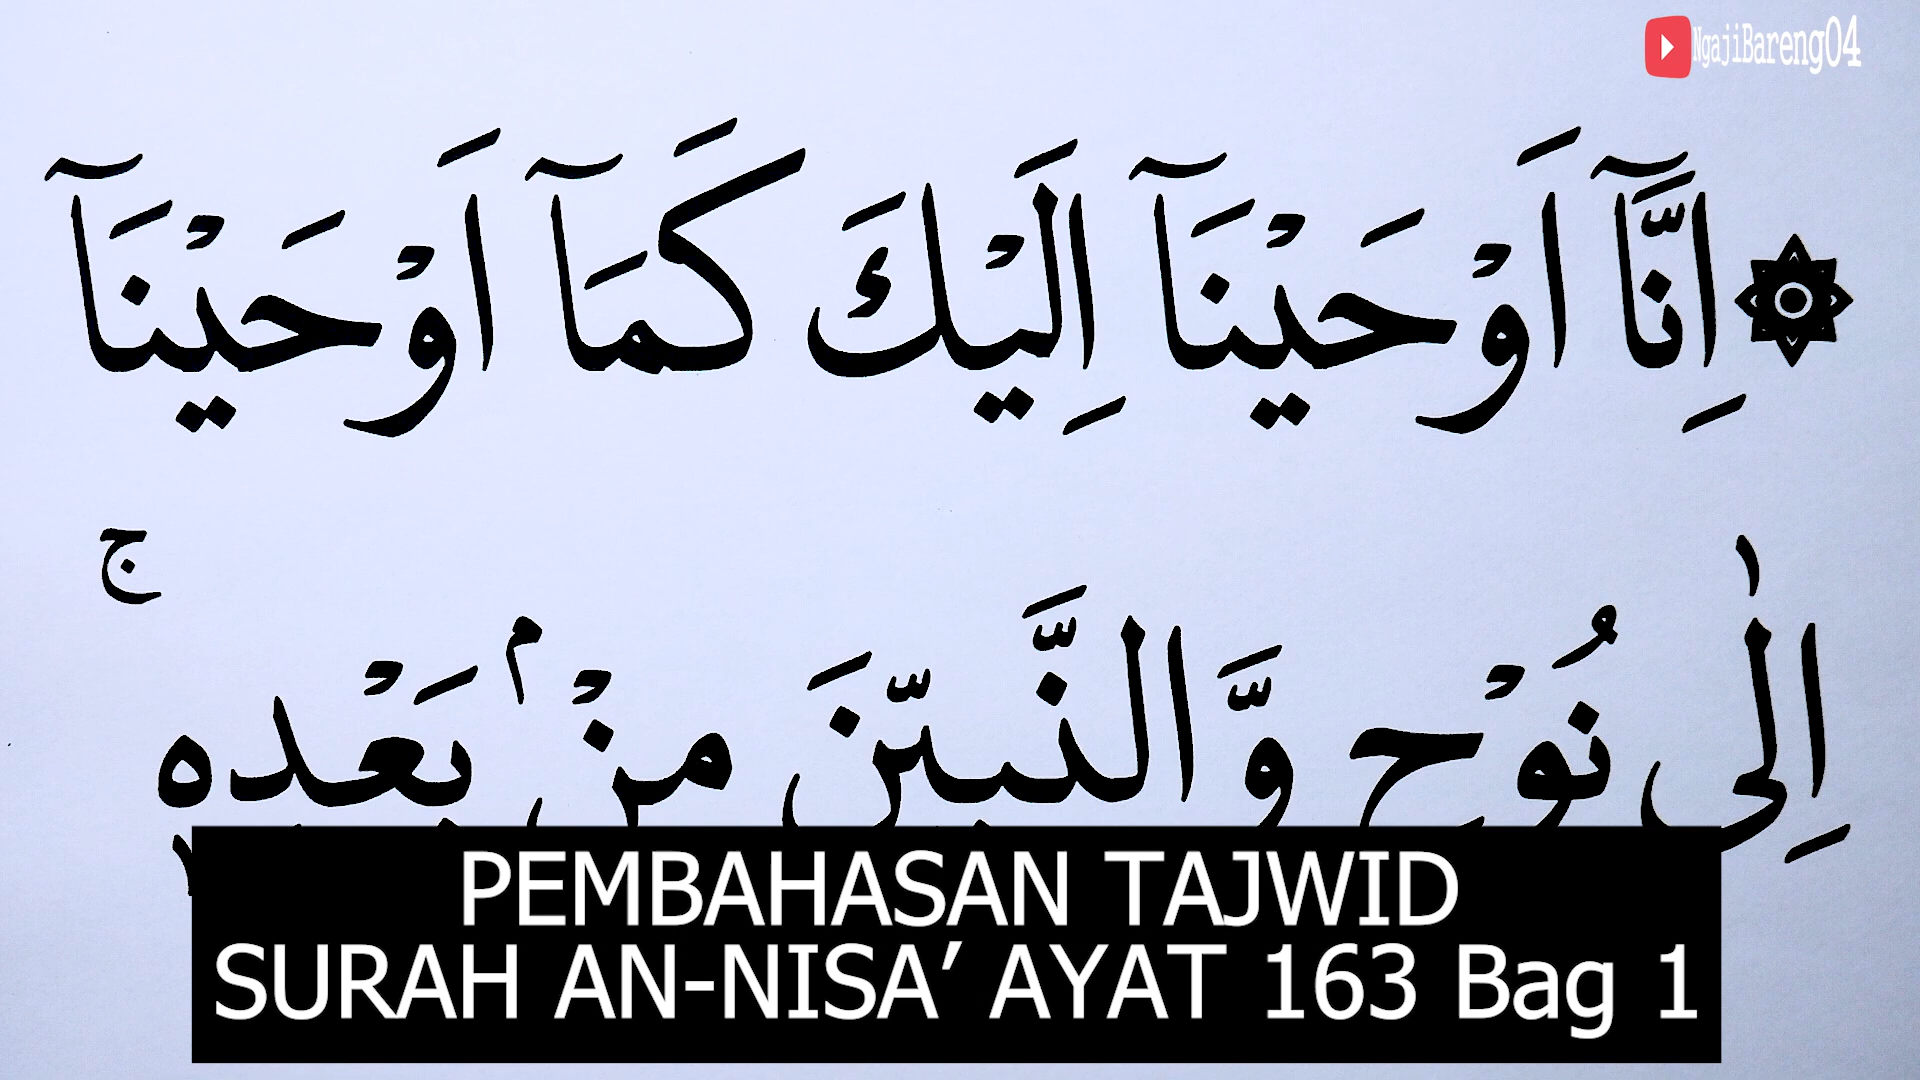 NgajiBareng04
۞ اِنَّآ اَوْحَيْنَآ اِلَيْكَ كَمَآ اَوْحَيْنَآ
اِلٰى نُوْحٍ وَّالنَّبِيّٖنَ مِنْۢ بَعْدِهٖۚ
PEMBAHASAN TAJWID
SURAH AN-NISA’ AYAT 163 Bag 1